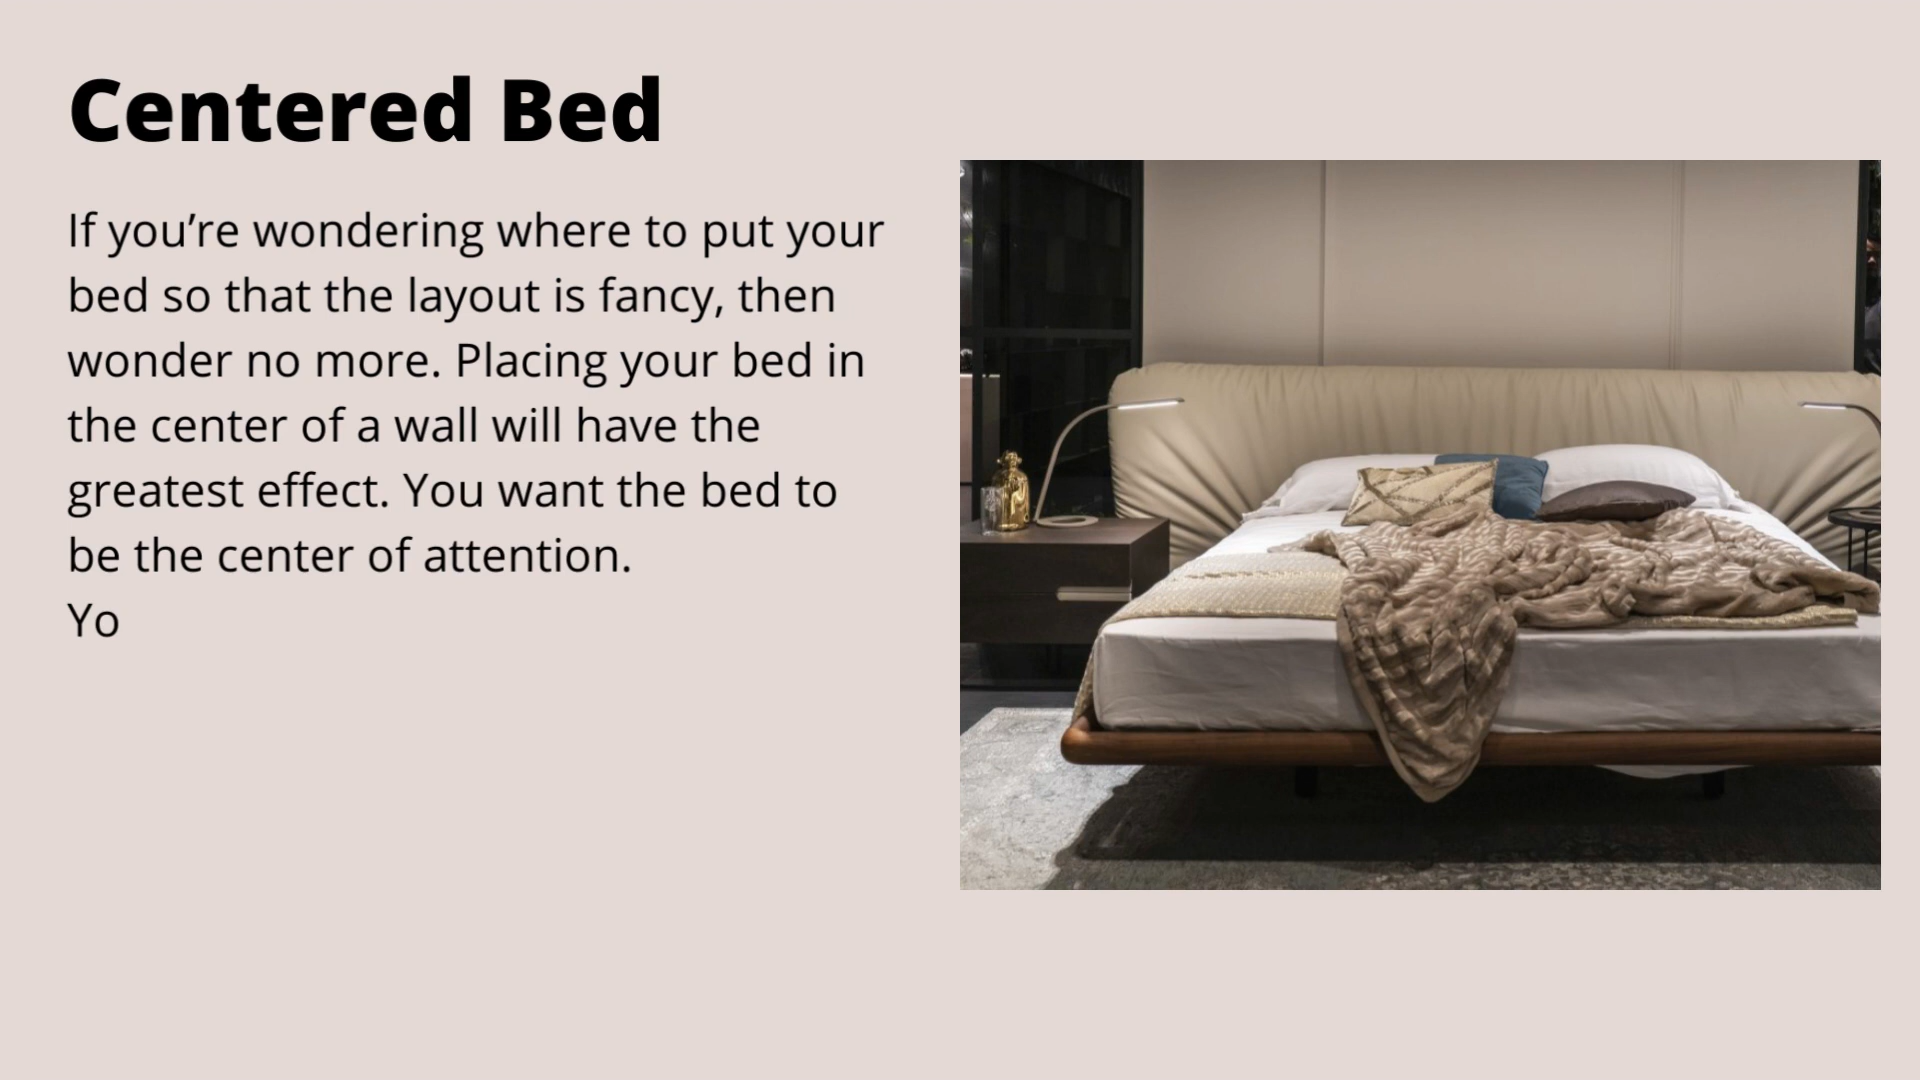 Centered Bed
If you’re wondering where to put your
bed so that the layout is fancy, then
wonder no more. Placing your bed in
the center of a wall will have the
greatest effect. You want the bed to
be the center of attention.
Yo